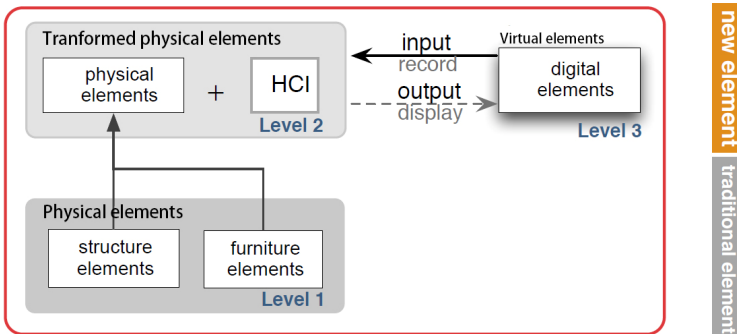 Tranformed physical elements
physical
elements
+
HCI
Level 2
input
record
output
display
Virtual elements
digital
elements
Level 3
Physical elements
structure
elements
furniture
elements
Level 1
new element
traditional element